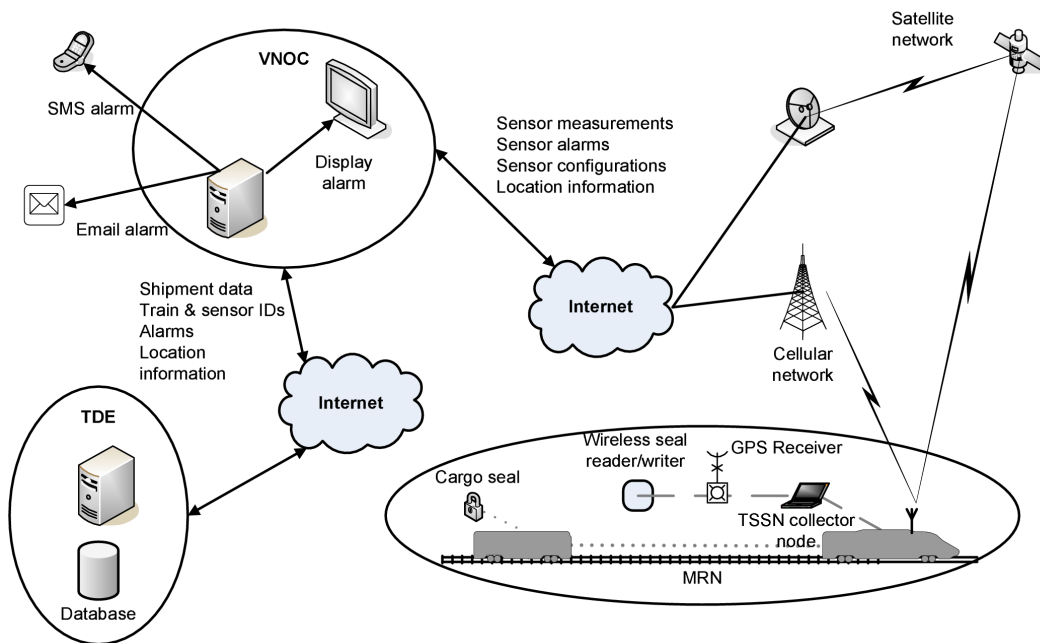 VNOC
SMS alarm
Display
alarm
Email alarm
Satellite
network
Sensor measurements
Sensor alarms
Sensor configurations
Location information
Internet
Cellular
network
Shipment data
Train & sensor IDs
Alarms
Location
information
Internet
TDE
Database
Cargo seal
Wireless seal
reader/writer
GPS Receiver
TSSN collector
node
MRN